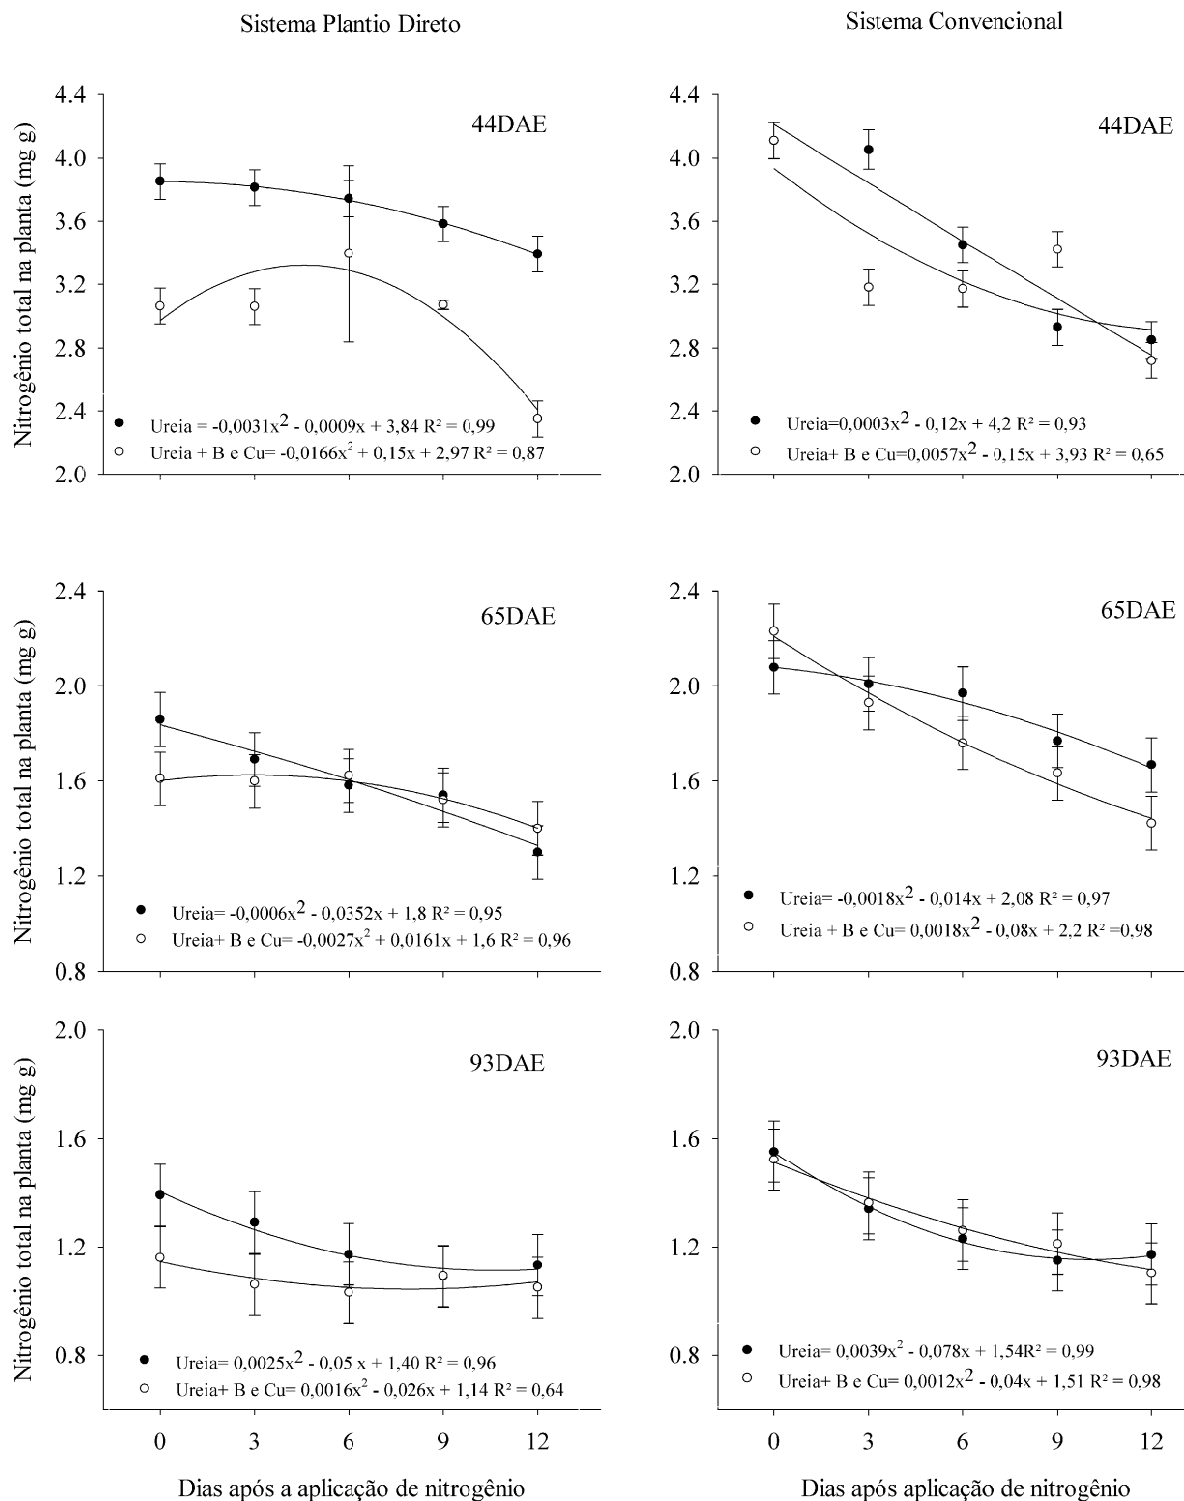 Sistema Plantio Direto
Sistema Convencional
Nitrogênio total na planta (mg g)
4.4
4.0
3.6
3.2
2.8
2.4
2.0
44DAE
● Ureia = -0,0031x² - 0,0009x + 3,84 R² = 0,99
○ Ureia + B e Cu= -0,0166x² + 0,15x + 2,97 R² = 0,87
4.4
4.0
3.6
3.2
2.8
2.4
2.0
44DAE
● Ureia=0,0003x² - 0,12x + 4,2 R² = 0,93
○ Ureia+ B e Cu=0,0057x² - 0,15x + 3,93 R² = 0,65
Nitrogênio total na planta (mg g)
2.4
2.0
1.6
1.2
0.8
65DAE
● Ureia= -0,0006x² - 0,0352x + 1,8 R² = 0,95
○ Ureia+ B e Cu= -0,0027x² + 0,0161x + 1,6 R² = 0,96
2.4
2.0
1.6
1.2
0.8
65DAE
● Ureia= -0,0018x² - 0,014x + 2,08 R² = 0,97
○ Ureia + B e Cu= 0,0018x² - 0,08x + 2,2 R² =0,98
Nitrogênio total na planta (mg g)
2.0
1.6
1.2
0.8
93DAE
● Ureia= 0,0025x² - 0,05 x + 1,40 R² = 0,96
○ Ureia+ B e Cu= 0,0016x² - 0,026x + 1,14 R² = 0,64
0 3 6 9 12
Dias após a aplicação de nitrogênio
2.0
1.6
1.2
0.8
93DAE
● Ureia= 0,0039x² - 0,078x + 1,54R² = 0,99
○ Ureia+ B e Cu= 0,0012x² - 0,04x + 1,51 R² = 0,98
0 3 6 9 12
Dias após aplicação de nitrogênio